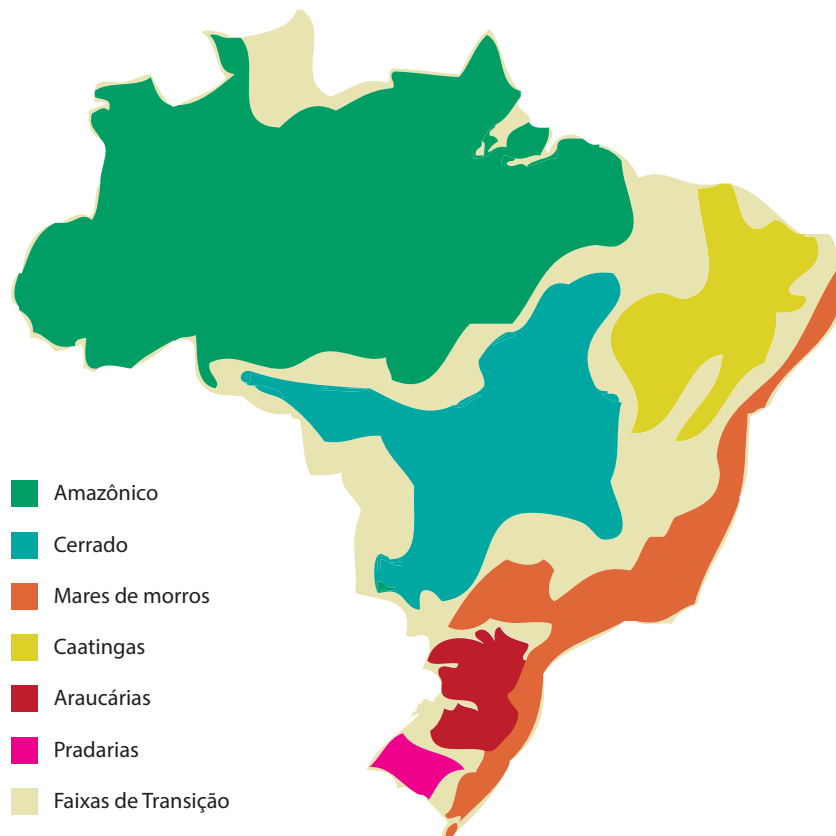 Amazônico
Cerrado
Mares de morros
Caatingas
Araucárias
Pradarias
Faixas de Transição